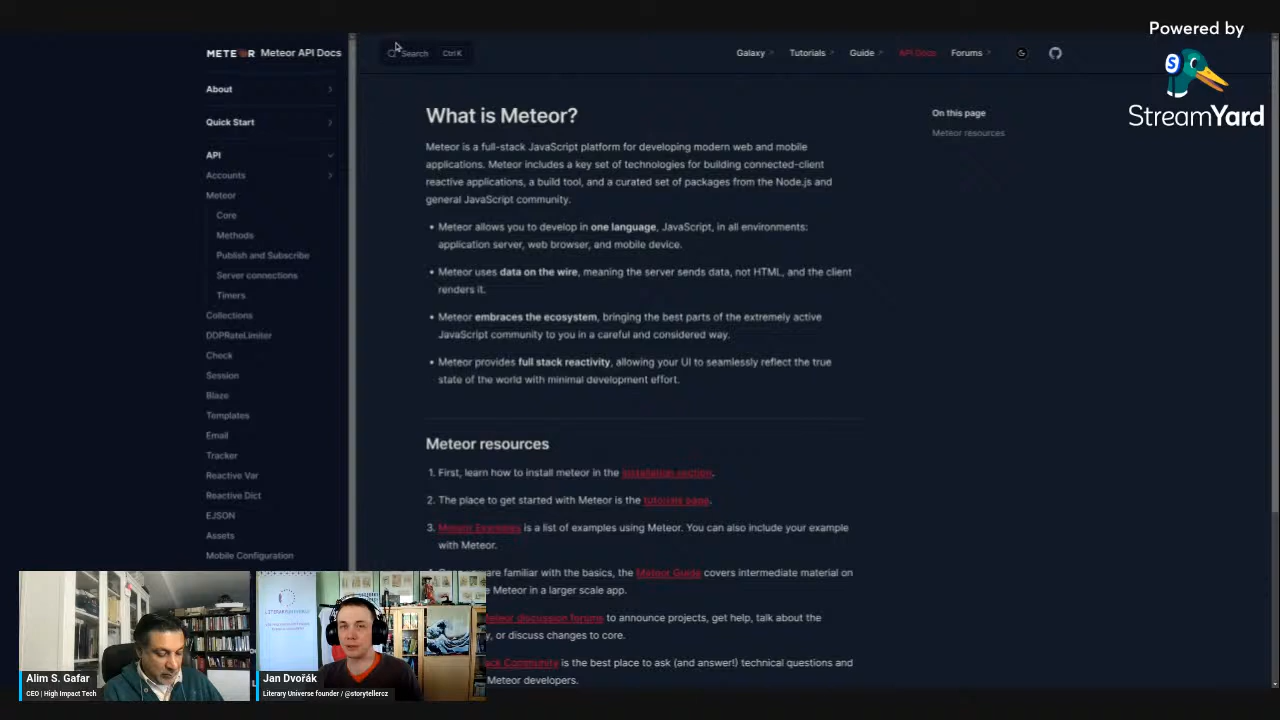 Powered by
StreamYard
METEOR Meteor API Docs
Search Ctrl K
Galaxy Tutorials Guide API Docs Forums
About
Quick Start
API
Accounts
Meteor
Core
Methods
Publish and Subscribe
Server connections
Timers
Collections
DDPRateLimiter
Check
Session
Blaze
Templates
Email
Tracker
Reactive Var
Reactive Dict
EJSON
Assets
Mobile Configuration
What is Meteor?
Meteor is a full-stack JavaScript platform for developing modern web and mobile
applications. Meteor includes a key set of technologies for building connected-client
reactive applications, a build tool, and a curated set of packages from the Node.js and
general JavaScript community.
• Meteor allows you to develop in one language, JavaScript, in all environments:
application server, web browser, and mobile device.
• Meteor uses data on the wire, meaning the server sends data, not HTML, and the client
renders it.
• Meteor embraces the ecosystem, bringing the best parts of the extremely active
JavaScript community to you in a careful and considered way.
• Meteor provides full stack reactivity, allowing your UI to seamlessly reflect the true
state of the world with minimal development effort.
Meteor resources
1. First, learn how to install meteor in the installation section.
2. The place to get started with Meteor is the tutorials page.
3. Meteor Examples is a list of examples using Meteor. You can also include your example
with Meteor.
are familiar with the basics, the Meteor Guide covers intermediate material on
Meteor in a larger scale app.
Meteor discussion forums to announce projects, get help, talk about the
or discuss changes to core.
Community is the best place to ask (and answer!) technical questions and
Meteor developers.
On this page
Meteor resources
Alim S. Gafar
CEO | High Impact Tech
Jan Dvořák
Literary Universe founder / @storytellercz